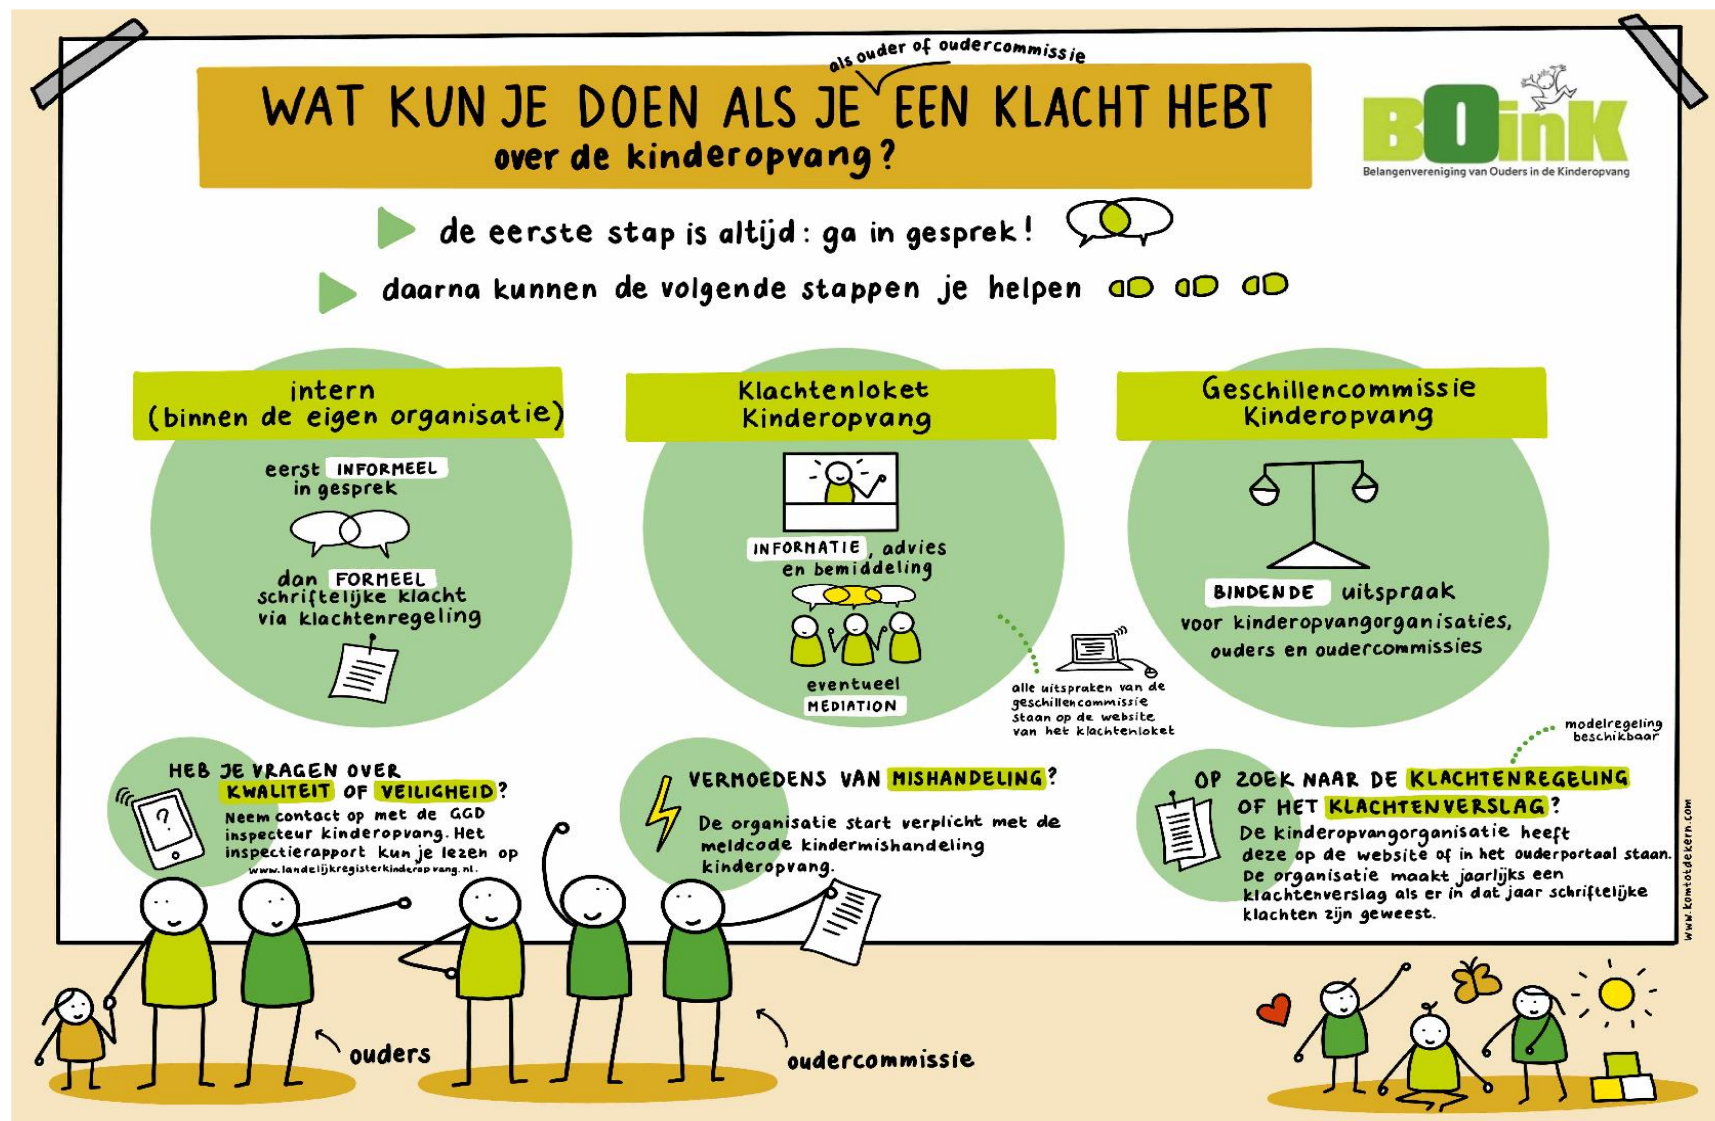 als ouder of oudercommissie
WAT KUN JE DOEN ALS JE EEN KLACHT HEBT
over de kinderopvang?
BOinK
Belangenvereniging van Ouders in de Kinderopvang
de eerste stap is altijd: ga in gesprek!
daarna kunnen de volgende stappen je helpen
intern
(binnen de eigen organisatie)
eerst INFORMEEL
in gesprek
dan FORMEEL
schriftelijke klacht
via klachtenregeling
Klachtenloket
Kinderopvang
INFORMATIE, advies
en bemiddeling
eventueel
MEDIATION
alle uitspraken van de
geschillencommissie
staan op de website
van het klachtenloket
Geschillencommissie
Kinderopvang
BINDENDE uitspraak
voor kinderopvangorganisaties,
ouders en oudercommissies
modelregeling
beschikbaar
HEB JE VRAGEN OVER
KWALITEIT OF VEILIGHEID?
?
Neem contact op met de GGD
inspecteur kinderopvang. Het
inspectierapport kun je lezen op
www.landelijkregisterkinderopvang.nl.
VERMOEDENS VAN MISHANDELING?
De organisatie start verplicht met de
meldcode kindermishandeling
kinderopvang.
OP ZOEK NAAR DE KLACHTENREGELING
OF HET KLACHTENVERSLAG?
De kinderopvangorganisatie heeft
deze op de website of in het ouderportaal staan.
De organisatie maakt jaarlijks een
klachtenverslag als er in dat jaar schriftelijke
klachten zijn geweest.
www.komtotdekern.com
ouders
oudercommissie